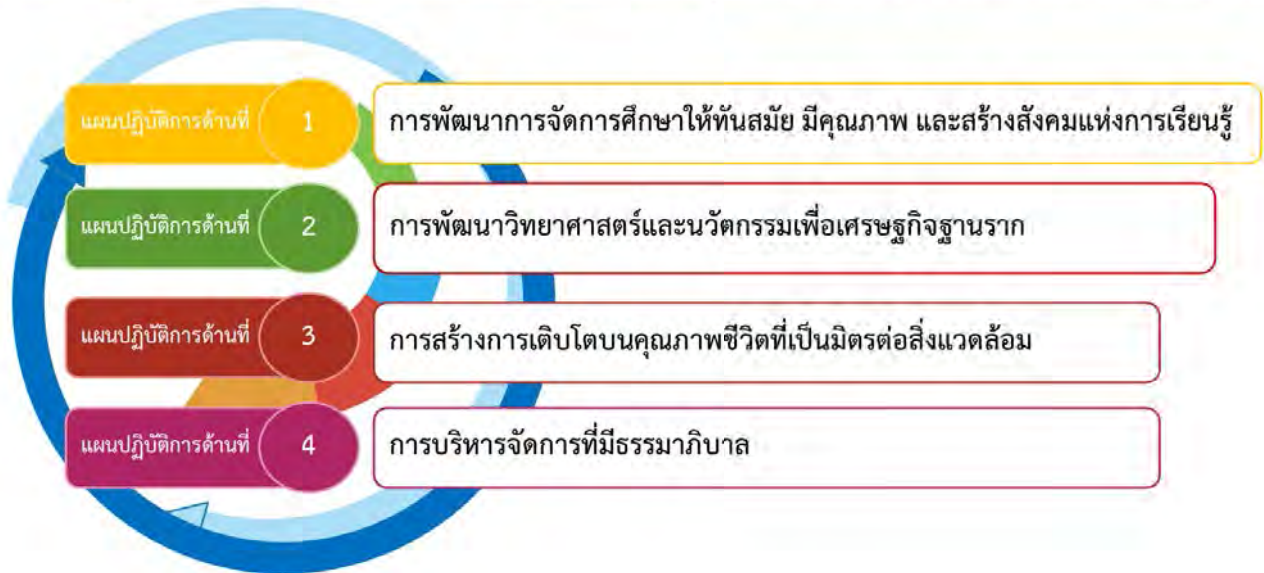 แผนปฏิบัติการด้านที่ 1 การพัฒนาการจัดการศึกษาให้ทันสมัย มีคุณภาพ และสร้างสังคมแห่งการเรียนรู้
แผนปฏิบัติการด้านที่ 2 การพัฒนาวิทยาศาสตร์และนวัตกรรมเพื่อเศรษฐกิจฐานราก
แผนปฏิบัติการด้านที่ 3 การสร้างการเติบโตบนคุณภาพชีวิตที่เป็นมิตรต่อสิ่งแวดล้อม
แผนปฏิบัติการด้านที่ 4 การบริหารจัดการที่มีธรรมาภิบาล